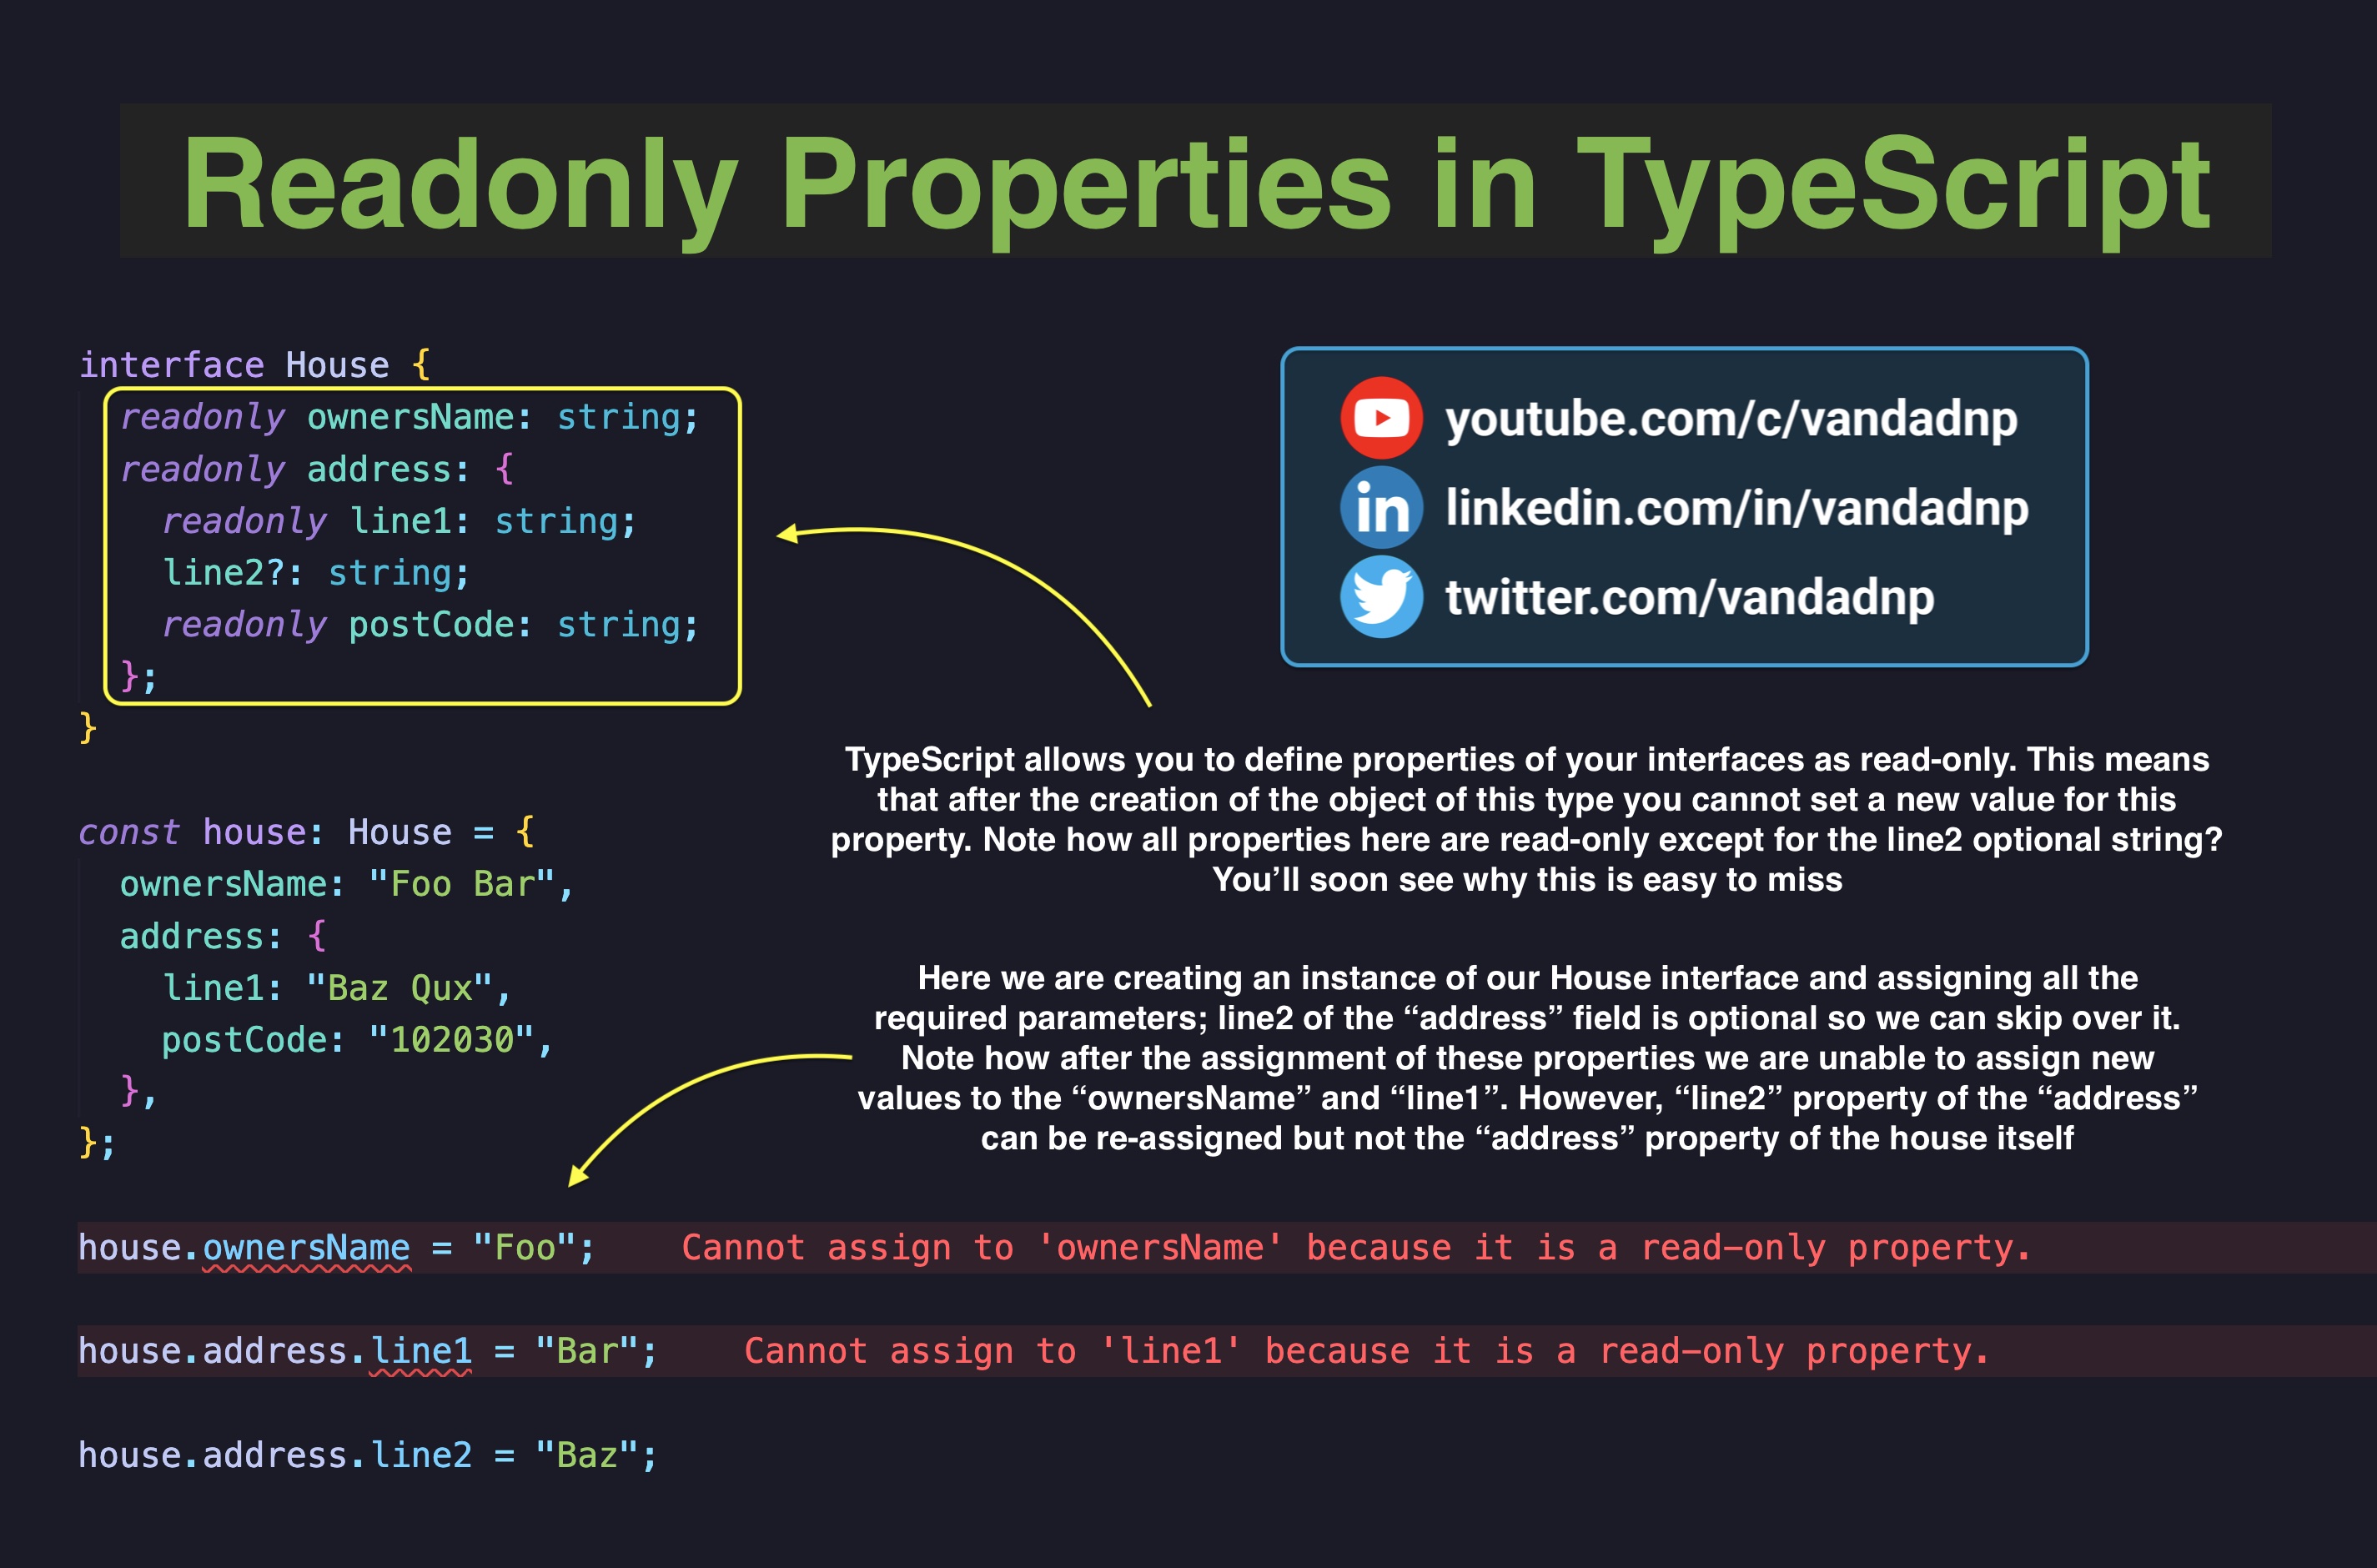 Readonly Properties in TypeScript
interface House {
readonly ownersName: string;
readonly address: {
readonly line1: string;
line2?: string;
readonly postCode: string;
};
}
youtube.com/c/vandadnp
linkedin.com/in/vandadnp
twitter.com/vandadnp
TypeScript allows you to define properties of your interfaces as read-only. This means
that after the creation of the object of this type you cannot set a new value for this
property. Note how all properties here are read-only except for the line2 optional string?
You’ll soon see why this is easy to miss
const house: House = {
ownersName: "Foo Bar",
address: {
line1: "Baz Qux",
postCode: "102030",
},
};
Here we are creating an instance of our House interface and assigning all the
required parameters; line2 of the “address” field is optional so we can skip over it.
Note how after the assignment of these properties we are unable to assign new
values to the “ownersName” and “line1”. However, “line2” property of the “address”
can be re-assigned but not the “address” property of the house itself
house.ownersName = "Foo"; Cannot assign to 'ownersName' because it is a read-only property.
house.address.line1 = "Bar"; Cannot assign to 'line1' because it is a read-only property.
house.address.line2 = "Baz";